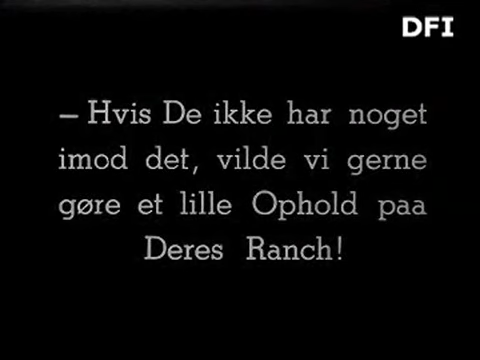 DFI
– Hvis De ikke har noget
imod det, vilde vi gerne
gøre et lille Ophold paa
Deres Ranch!